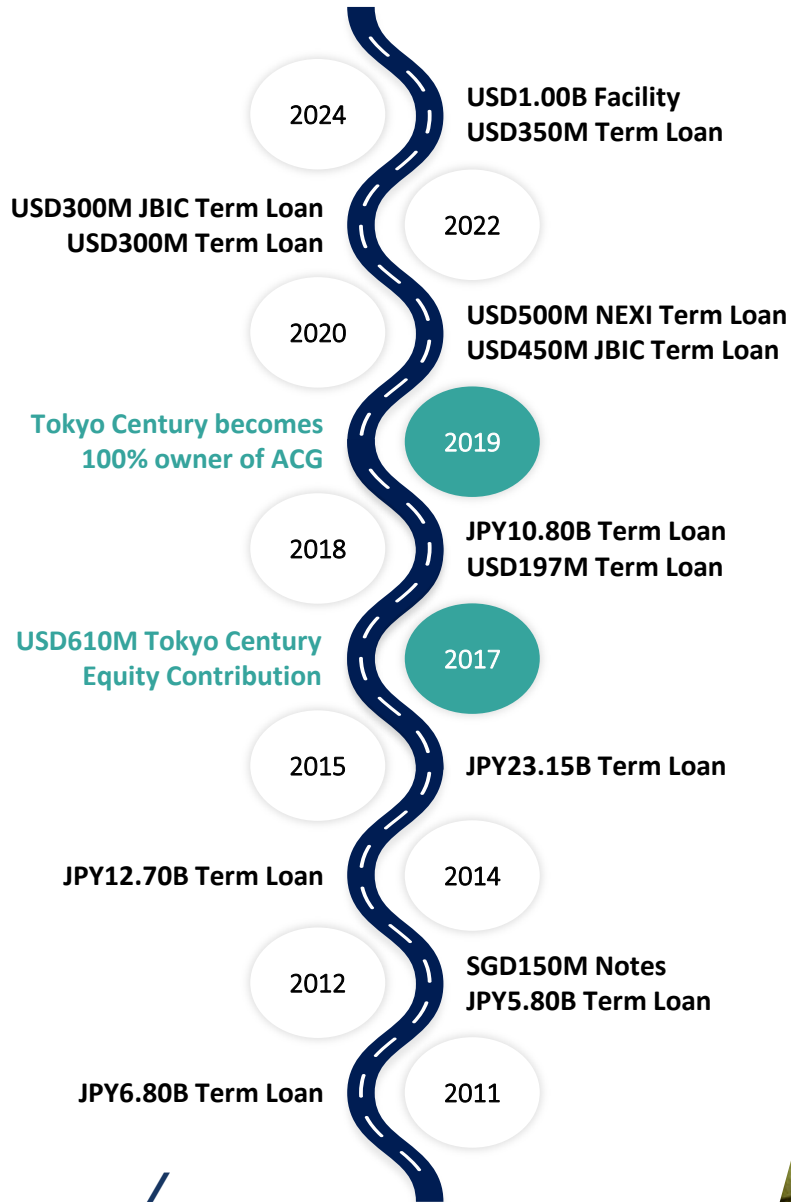 2024
USD1.00B Facility
USD350M Term Loan
USD300M JBIC Term Loan
USD300M Term Loan
2022
2020
USD500M NEXI Term Loan
USD450M JBIC Term Loan
Tokyo Century becomes
100% owner of ACG
2019
2018
JPY10.80B Term Loan
USD197M Term Loan
USD610M Tokyo Century
Equity Contribution
2017
2015
JPY23.15B Term Loan
JPY12.70B Term Loan
2014
2012
SGD150M Notes
JPY5.80B Term Loan
JPY6.80B Term Loan
2011